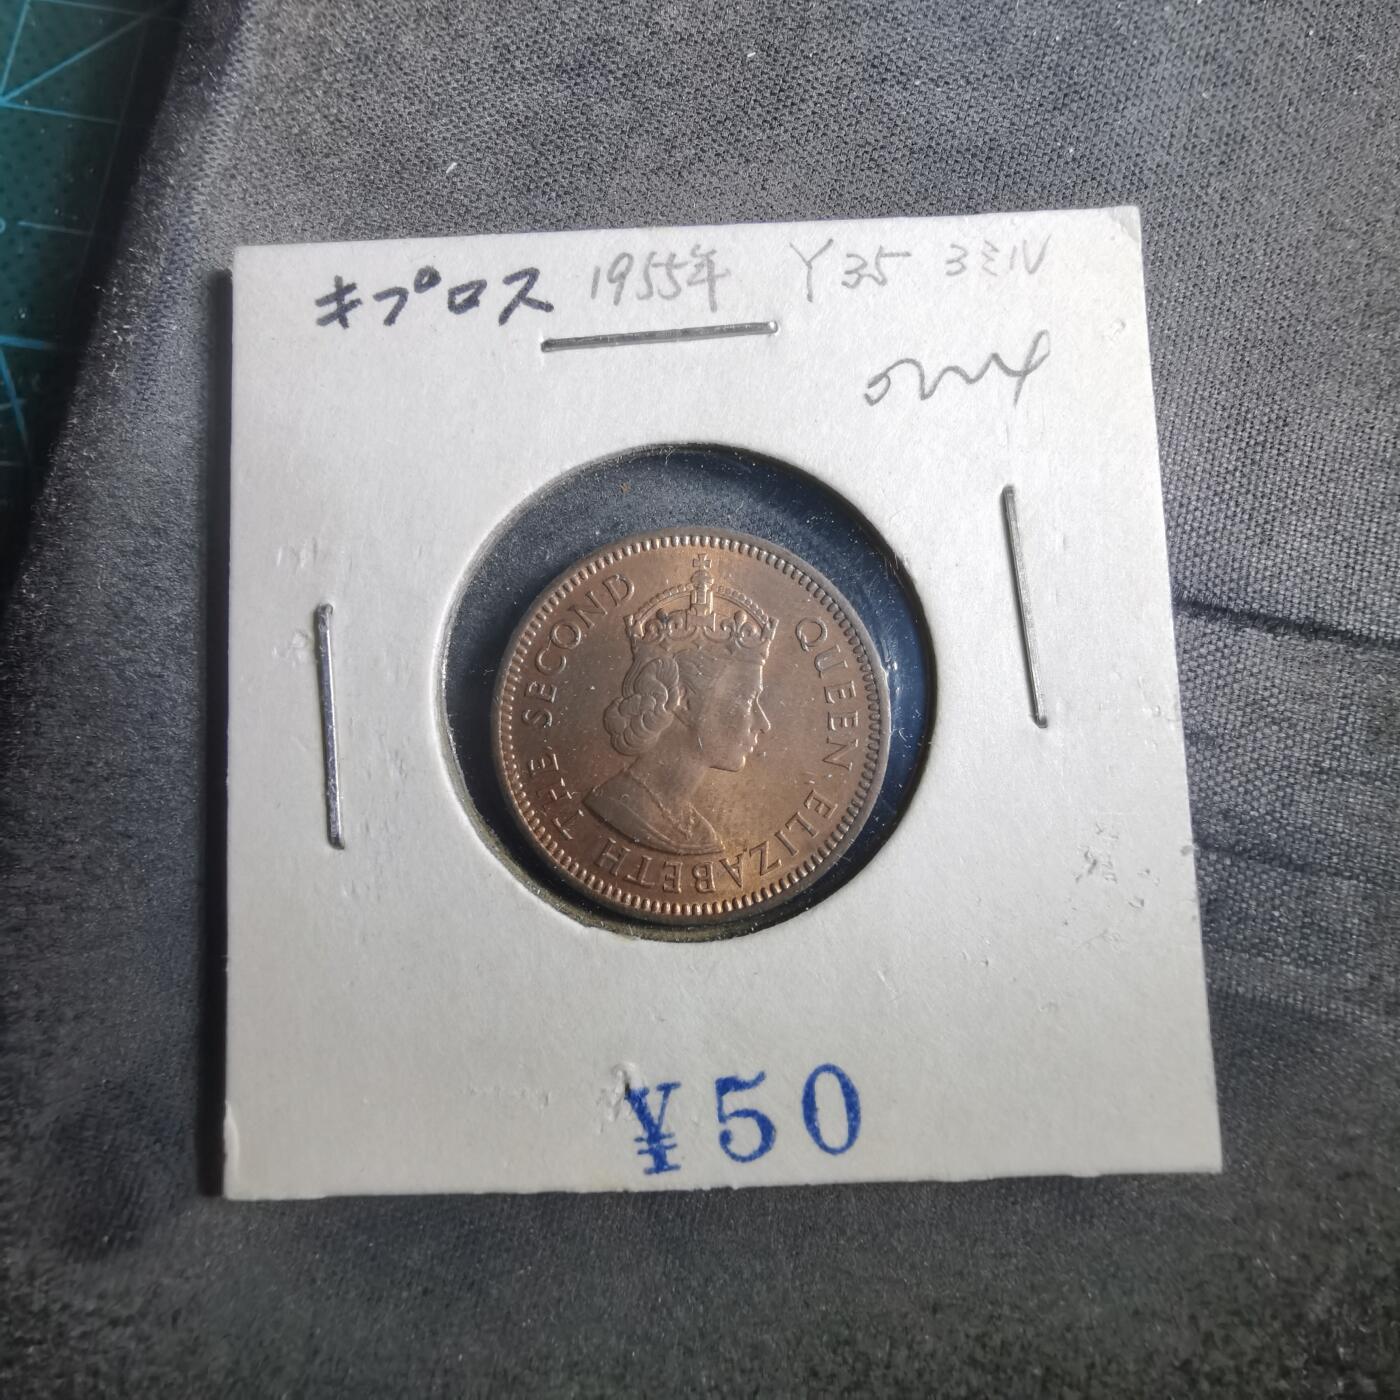 キプロス 1955年 Y35 3ミル
QUEEN ELIZABETH THE SECOND
¥50